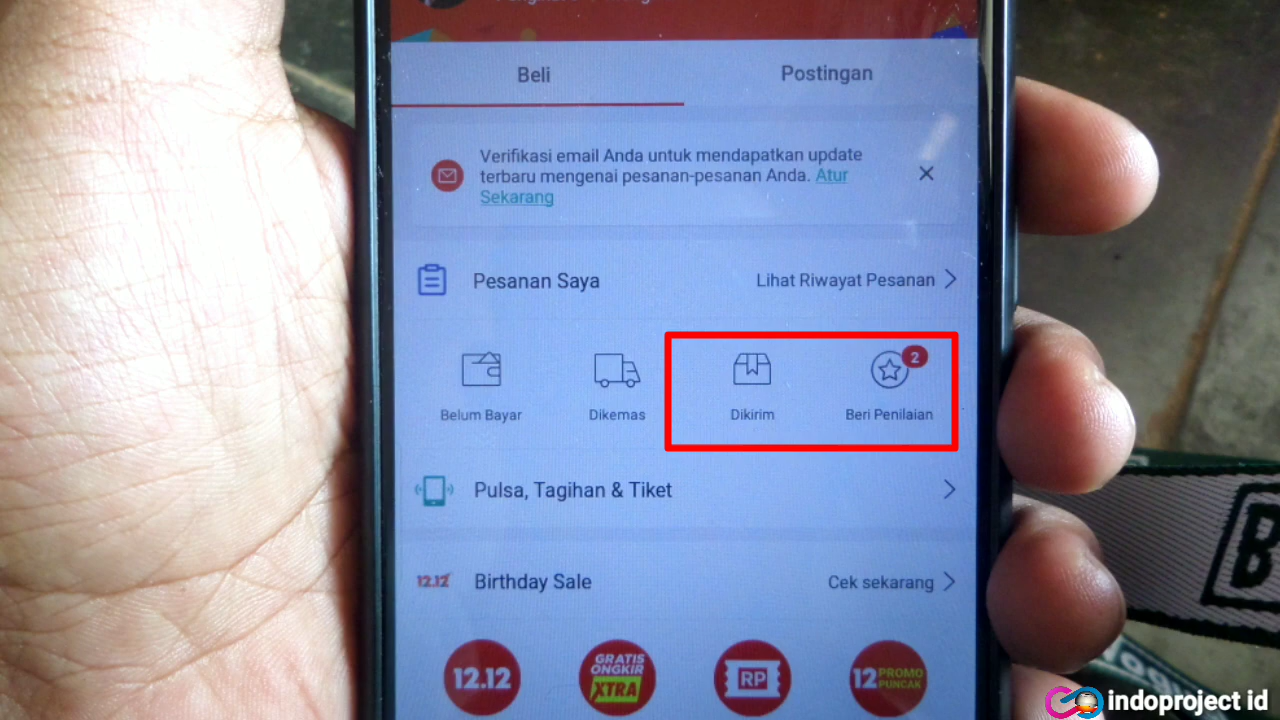 Beli
Postingan
Verifikasi email Anda untuk mendapatkan update
terbaru mengenai pesanan-pesanan Anda. Atur
Sekarang
Pesanan Saya
Lihat Riwayat Pesanan
2
Belum Bayar
Dikemas
Dikirim
Beri Penilaian
Pulsa, Tagihan & Tiket
12.12
Birthday Sale
Cek sekarang
12.12
GRATIS
ONGKIR
XTRA
RP
12 PROMO
PUNCAK
indoproject id